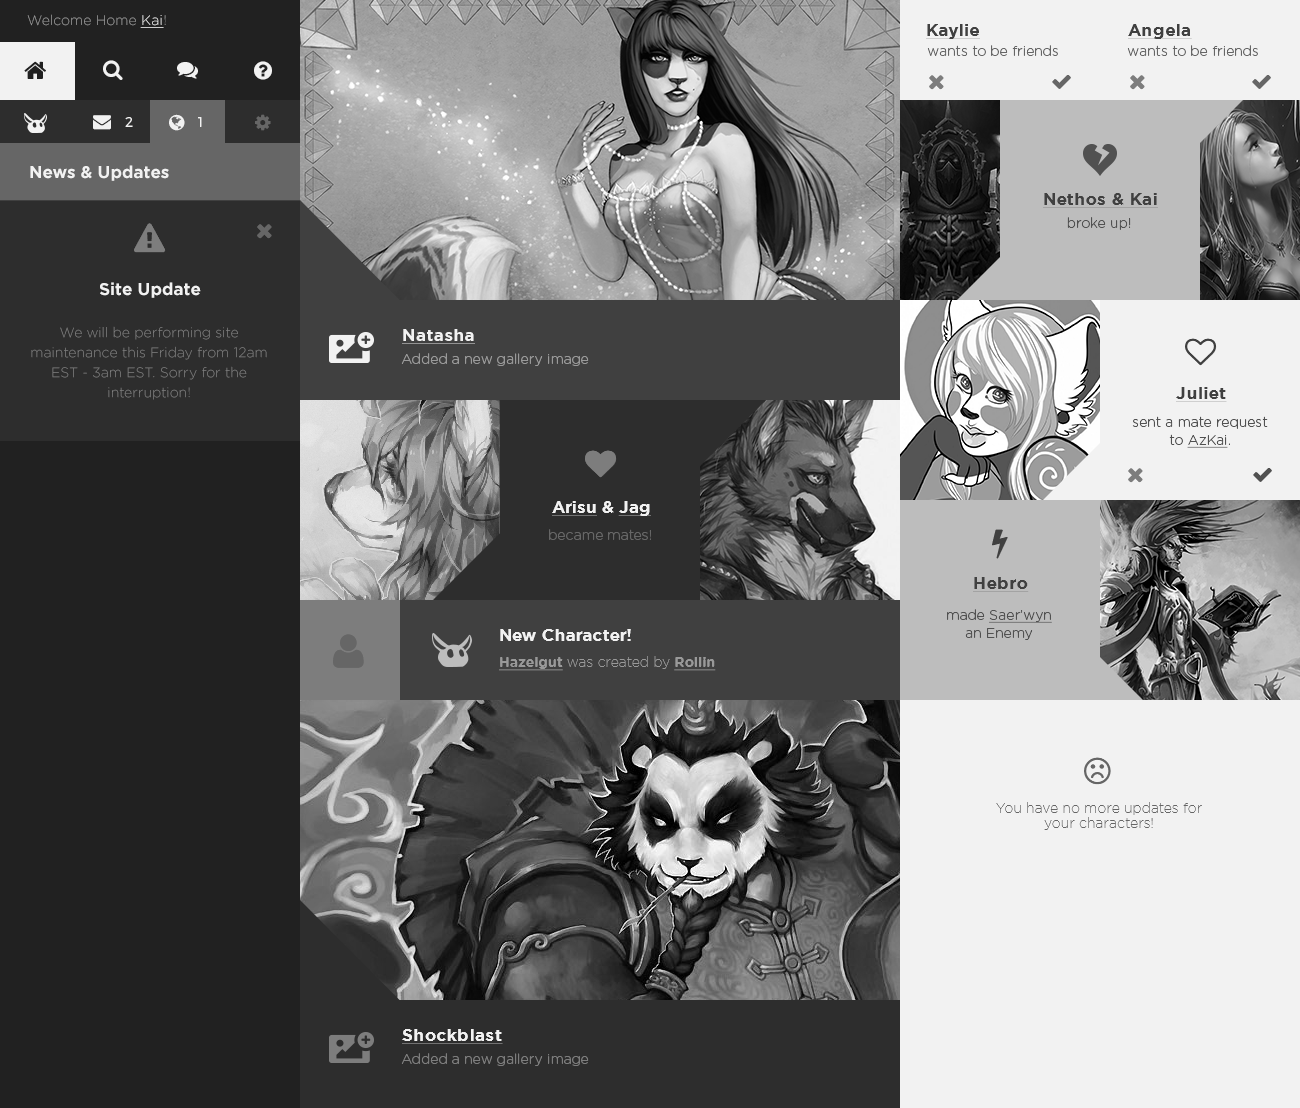 Welcome Home Kai!
2
1
News & Updates
Site Update
We will be performing site
maintenance this Friday from 12am
EST - 3am EST. Sorry for the
interruption!
Natasha
Added a new gallery image
Arisu & Jag
became mates!
New Character!
Hazelgut was created by Rollin
Shockblast
Added a new gallery image
Kaylie
wants to be friends
Angela
wants to be friends
Nethos & Kai
broke up!
Juliet
sent a mate request
to AzKai.
Hebro
made Saer'wyn
an Enemy
You have no more updates for
your characters!